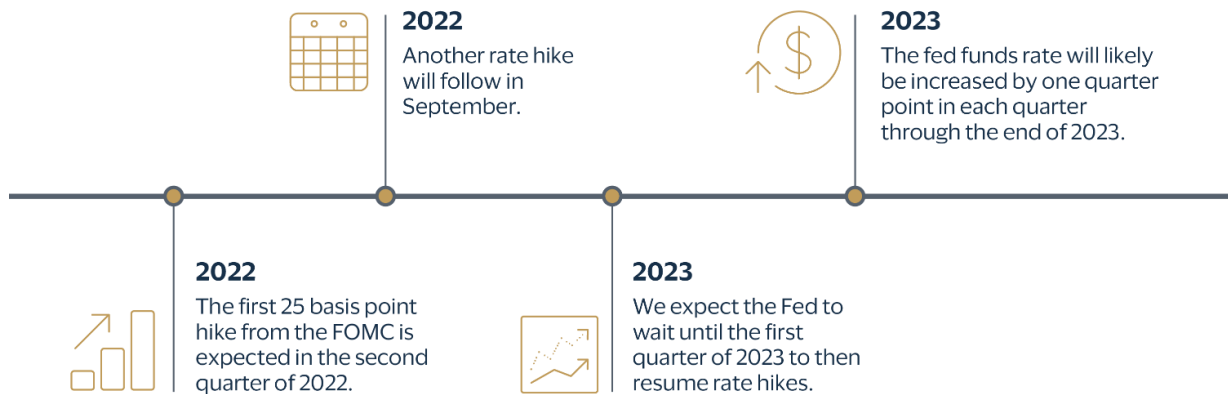 2022
The first 25 basis point
hike from the FOMC is
expected in the second
quarter of 2022.
2022
Another rate hike
will follow in
September.
2023
We expect the Fed to
wait until the first
quarter of 2023 to then
resume rate hikes.
2023
The fed funds rate will likely
be increased by one quarter
point in each quarter
through the end of 2023.
$